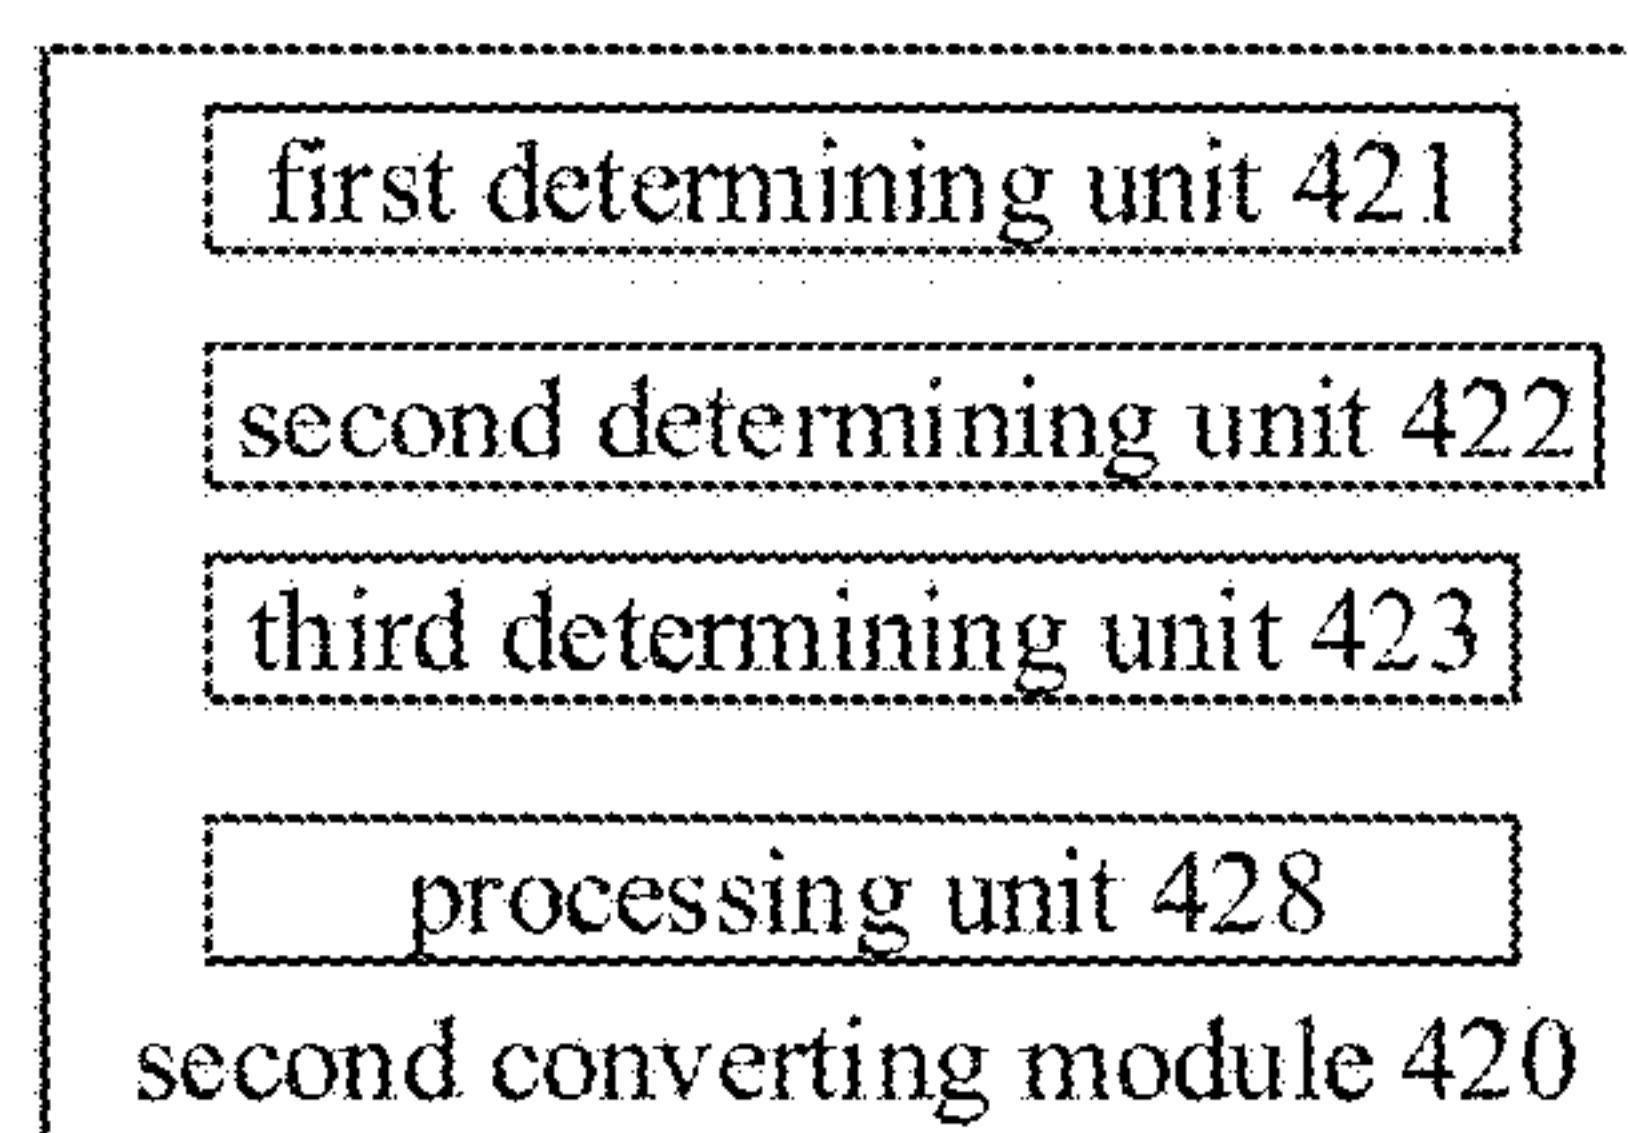 first determining unit 421
second determining unit 422
third determining unit 423
processing unit 428
second converting module 420